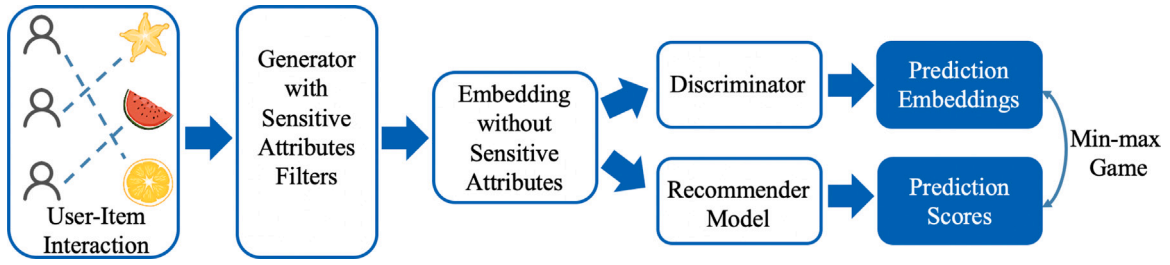 User-Item
Interaction
Generator
with
Sensitive
Attributes
Filters
Embedding
without
Sensitive
Attributes
Discriminator
Recommender
Model
Prediction
Embeddings
Prediction
Scores
Min-max
Game